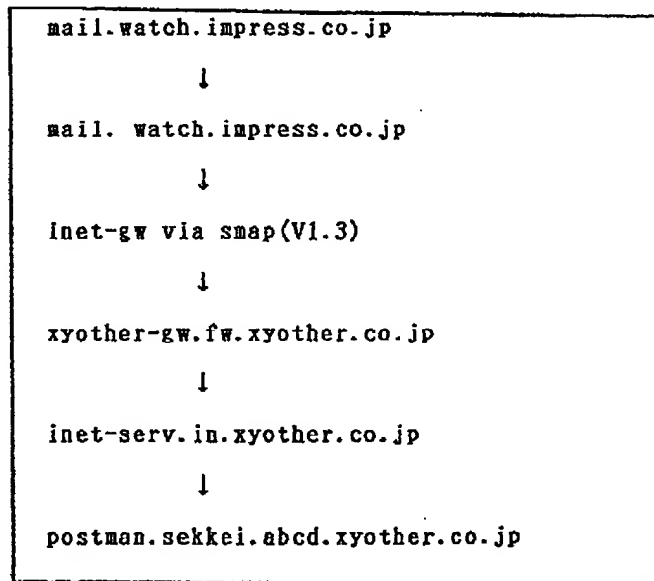 mail.watch.impress.co.jp
↓
mail. watch.impress.co.jp
↓
inet-gw via smap(V1.3)
↓
xyother-gw.fw.xyother.co.jp
↓
inet-serv.in.xyother.co.jp
↓
postman.sekkei.abcd.xyother.co.jp